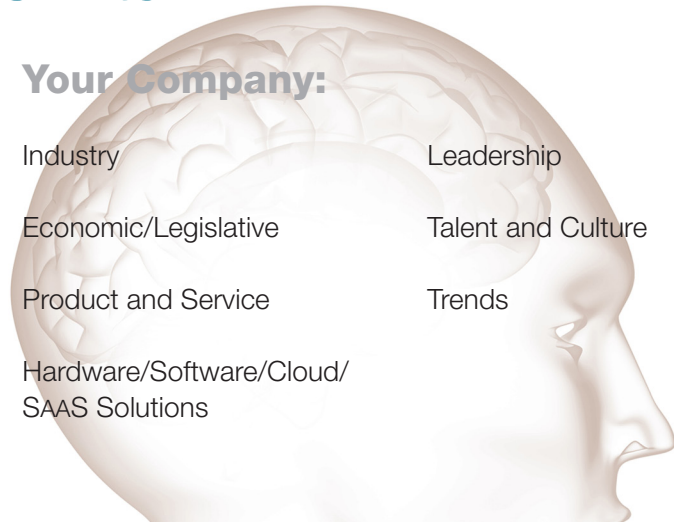 Your Company:
Industry
Economic/Legislative
Product and Service
Hardware/Software/Cloud/
SAAS Solutions
Leadership
Talent and Culture
Trends